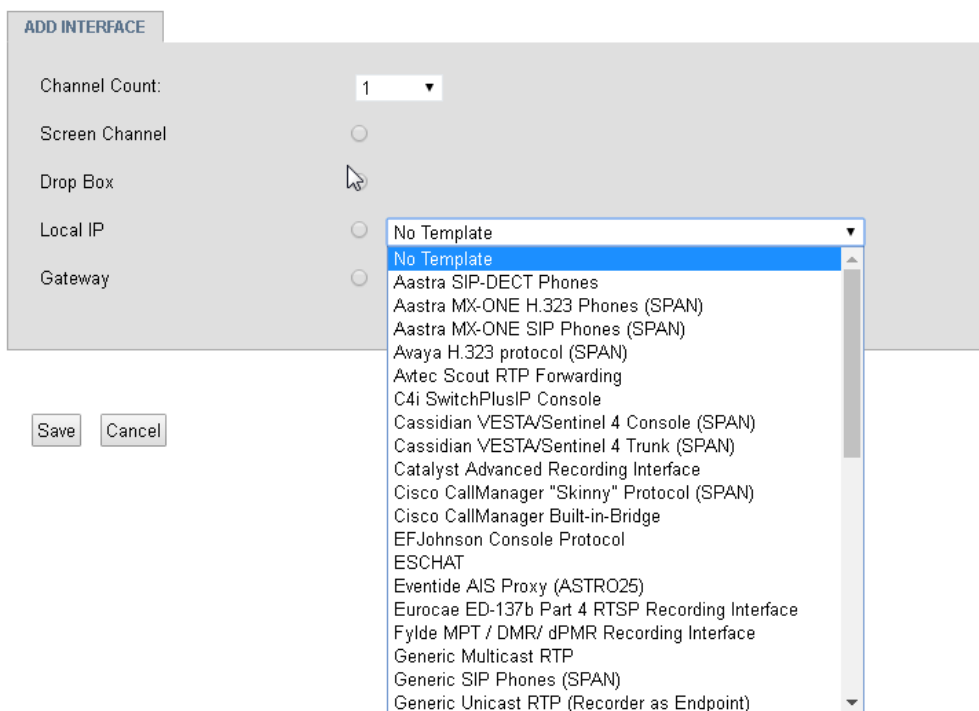 ADD INTERFACE
Channel Count:
1
Screen Channel
Drop Box
Local IP
No Template
Gateway
No Template
Aastra SIP-DECT Phones
Aastra MX-ONE H.323 Phones (SPAN)
Aastra MX-ONE SIP Phones (SPAN)
Avaya H.323 protocol (SPAN)
Avtec Scout RTP Forwarding
C4i SwitchPlusIP Console
Cassidian VESTA/Sentinel 4 Console (SPAN)
Cassidian VESTA/Sentinel 4 Trunk (SPAN)
Catalyst Advanced Recording Interface
Cisco CallManager "Skinny" Protocol (SPAN)
Cisco CallManager Built-in-Bridge
EFJohnson Console Protocol
ESCHAT
Eventide AIS Proxy (ASTRO25)
Eurocae ED-137b Part 4 RTSP Recording Interface
Fylde MPT / DMR/ dPMR Recording Interface
Generic Multicast RTP
Generic SIP Phones (SPAN)
Generic Unicast RTP (Recorder as Endpoint)
Save
Cancel